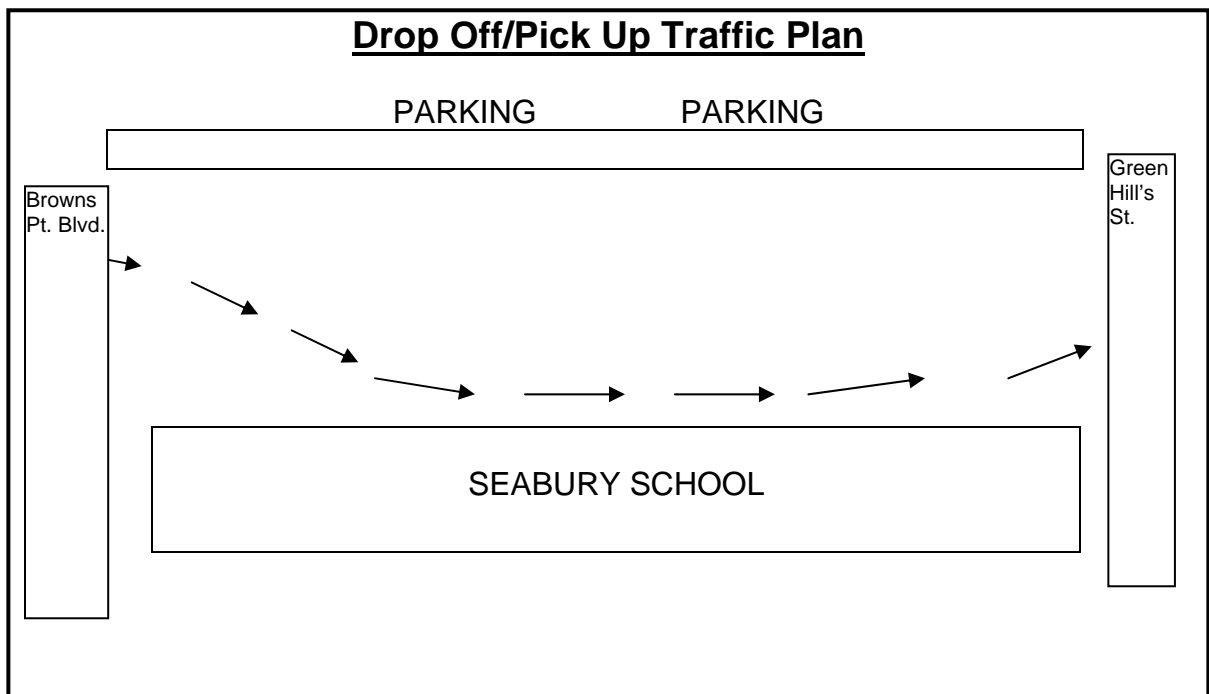 Drop Off/Pick Up Traffic Plan
PARKING PARKING
Browns
Pt. Blvd.
Green
Hill's
St.
SEABURY SCHOOL